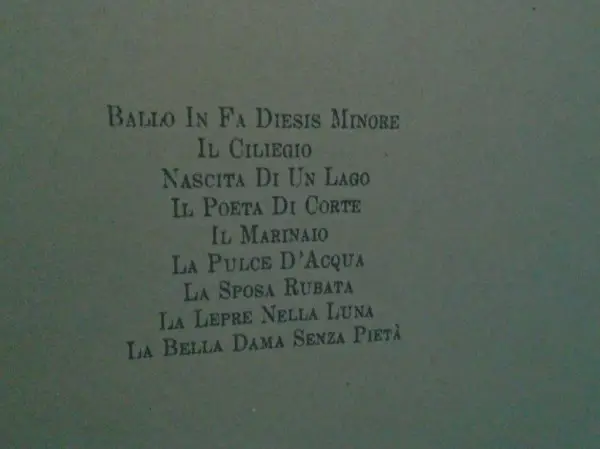 Ballo In Fa Diesis Minore
Il Ciliegio
Nascita Di Un Lago
Il Poeta Di Corte
Il Marinaio
La Pulce D'Acqua
La Sposa Rubata
La Lepre Nella Luna
La Bella Dama Senza Pietà